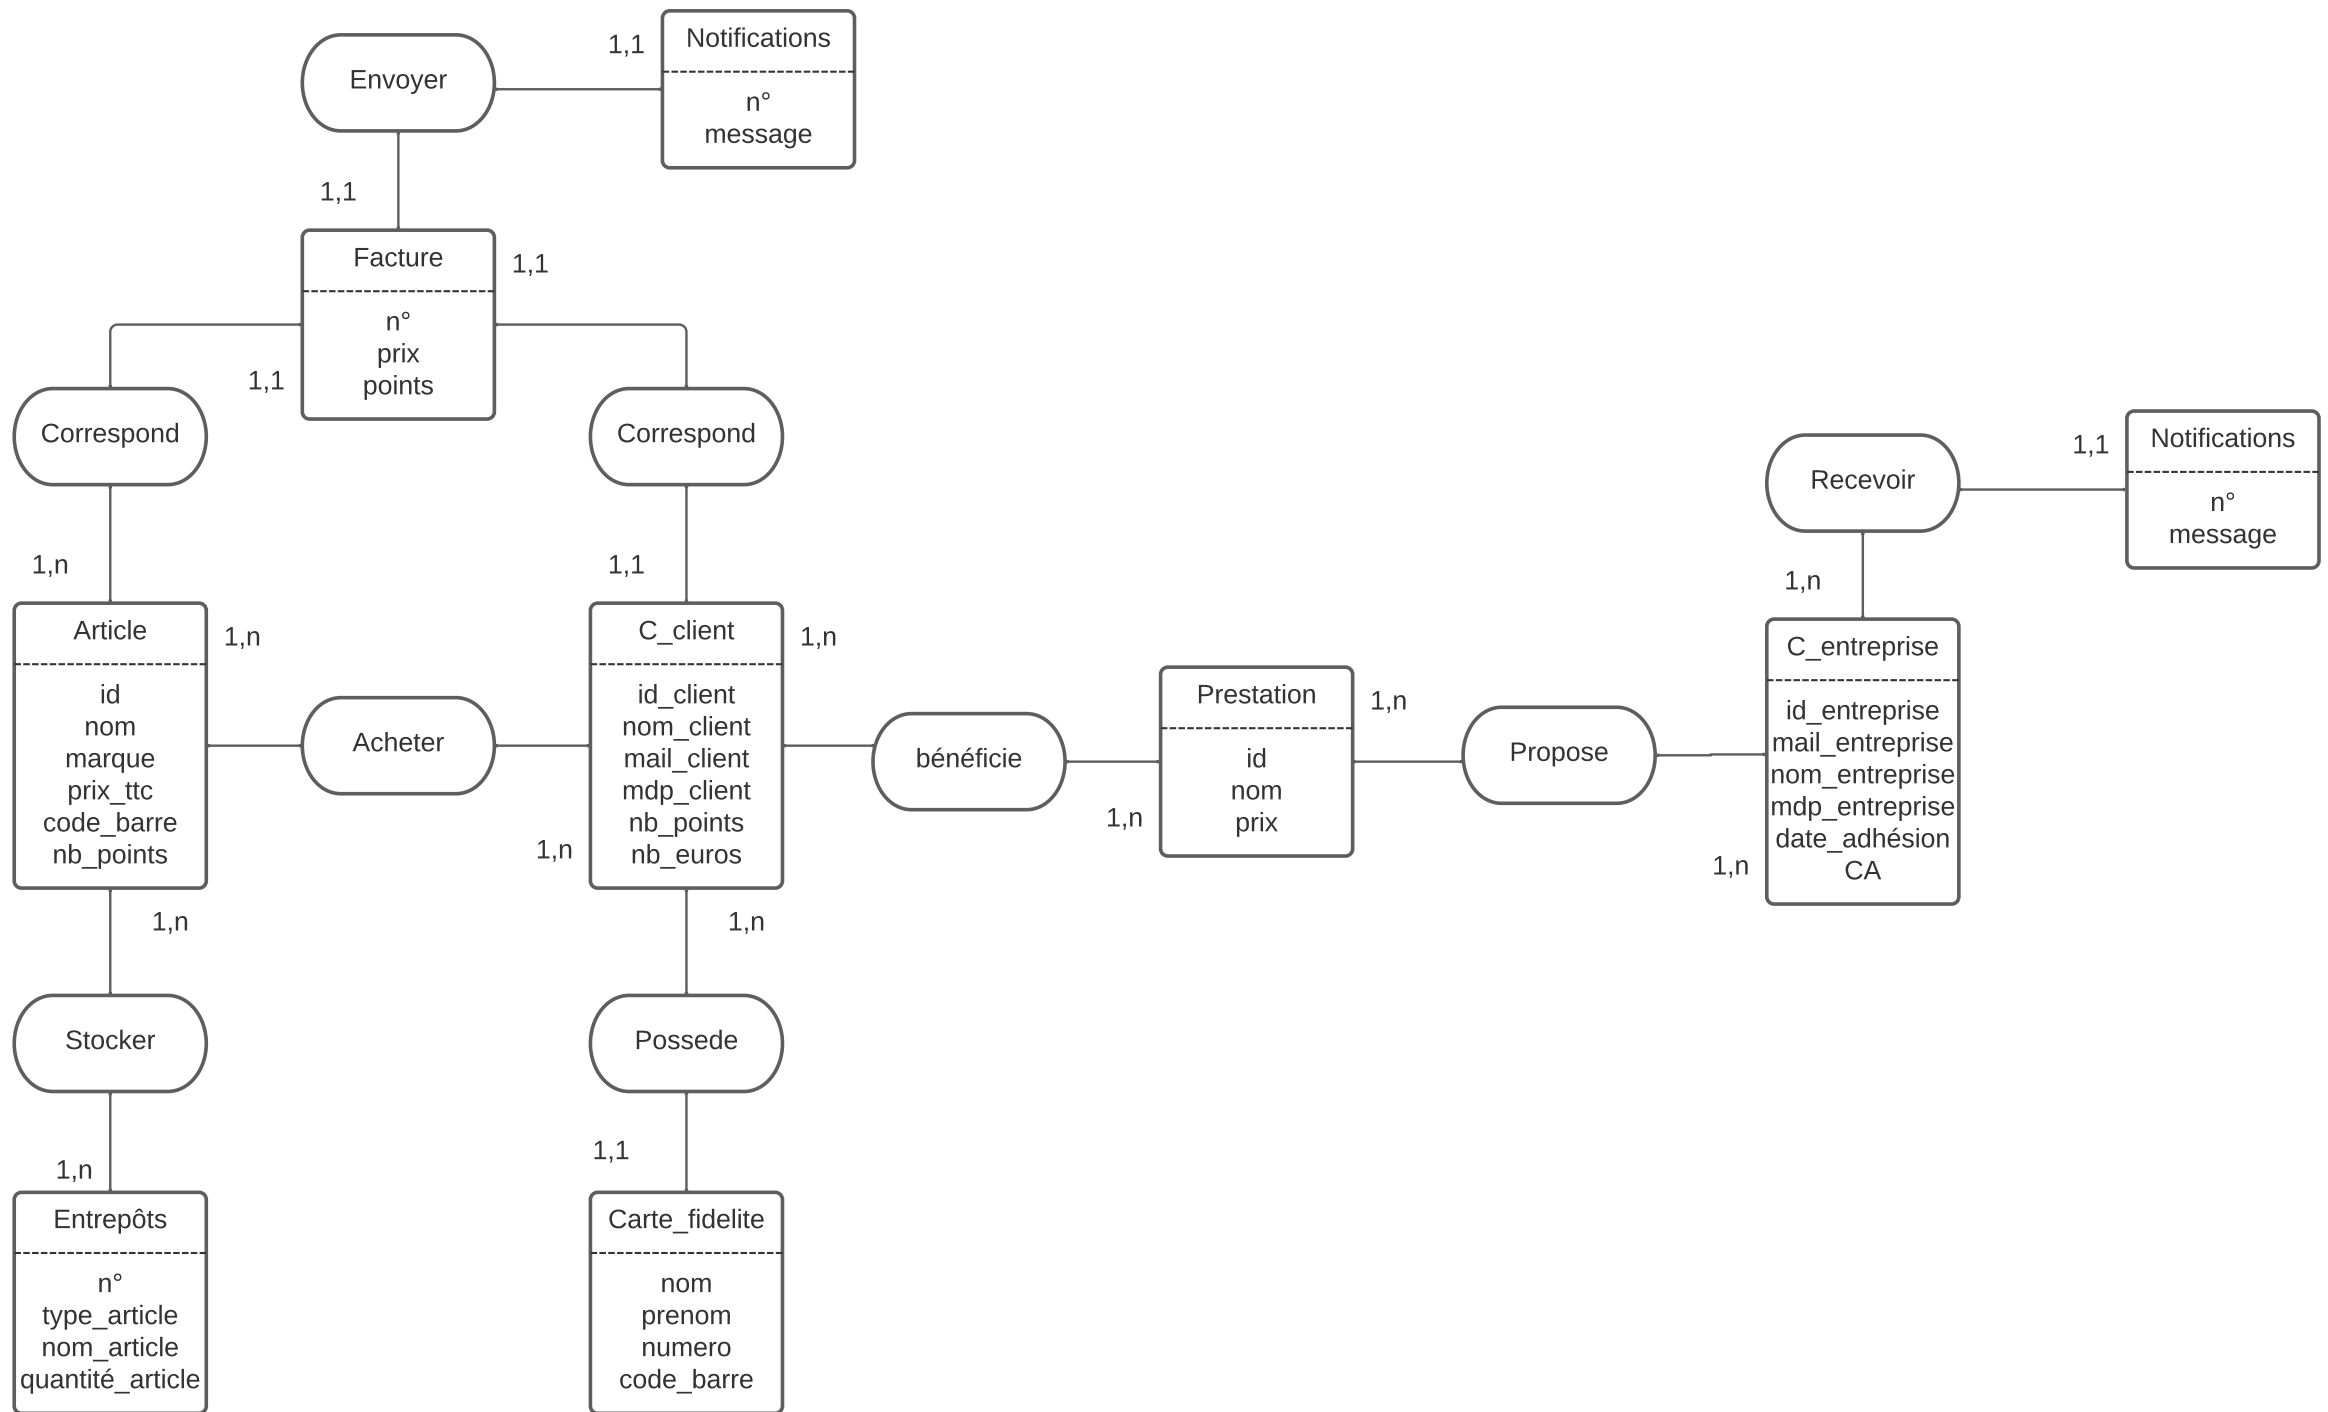 Notifications
1,1
Envoyer
n°
message
1,1
Facture
1,1
n°
prix
points
1,1
Correspond
Correspond
Notifications
1,1
Recevoir
n°
message
1,n
1,1
1,n
Article
1,n
C_client
1,n
C_entreprise
id
nom
marque
prix_ttc
code_barre
nb_points
Acheter
id_client
nom_client
mail_client
mdp_client
nb_points
nb_euros
1,n
bénéficie
Prestation
1,n
id
nom
prix
1,n
Propose
id_entreprise
mail_entreprise
nom_entreprise
mdp_entreprise
date_adhésion
CA
1,n
1,n
1,n
Stocker
Possede
1,1
1,n
Entrepôts
n°
type_article
nom_article
quantité_article
Carte_fidelite
nom
prenom
numero
code_barre